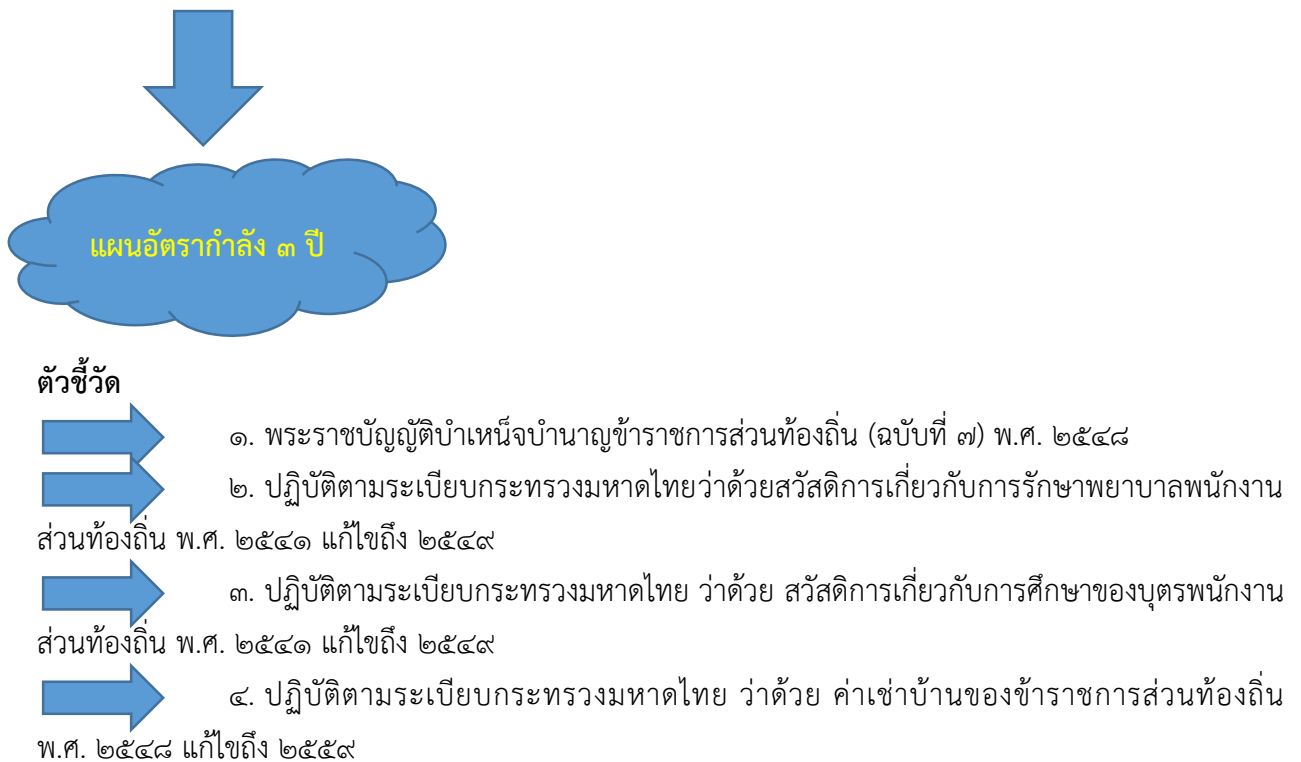 แผนอัตรากำลัง ๓ ปี
ตัวชี้วัด
๑. พระราชบัญญัติบำเหน็จบำนาญข้าราชการส่วนท้องถิ่น (ฉบับที่ ๗) พ.ศ. ๒๕๔๘
๒. ปฏิบัติตามระเบียบกระทรวงมหาดไทยว่าด้วยสวัสดิการเกี่ยวกับการรักษาพยาบาลพนักงาน
ส่วนท้องถิ่น พ.ศ. ๒๕๔๑ แก้ไขถึง ๒๕๔๙
๓. ปฏิบัติตามระเบียบกระทรวงมหาดไทย ว่าด้วย สวัสดิการเกี่ยวกับการศึกษาของบุตรพนักงาน
ส่วนท้องถิ่น พ.ศ. ๒๕๔๑ แก้ไขถึง ๒๕๔๙
๔. ปฏิบัติตามระเบียบกระทรวงมหาดไทย ว่าด้วย ค่าเช่าบ้านของข้าราชการส่วนท้องถิ่น
พ.ศ. ๒๕๔๘ แก้ไขถึง ๒๕๕๙